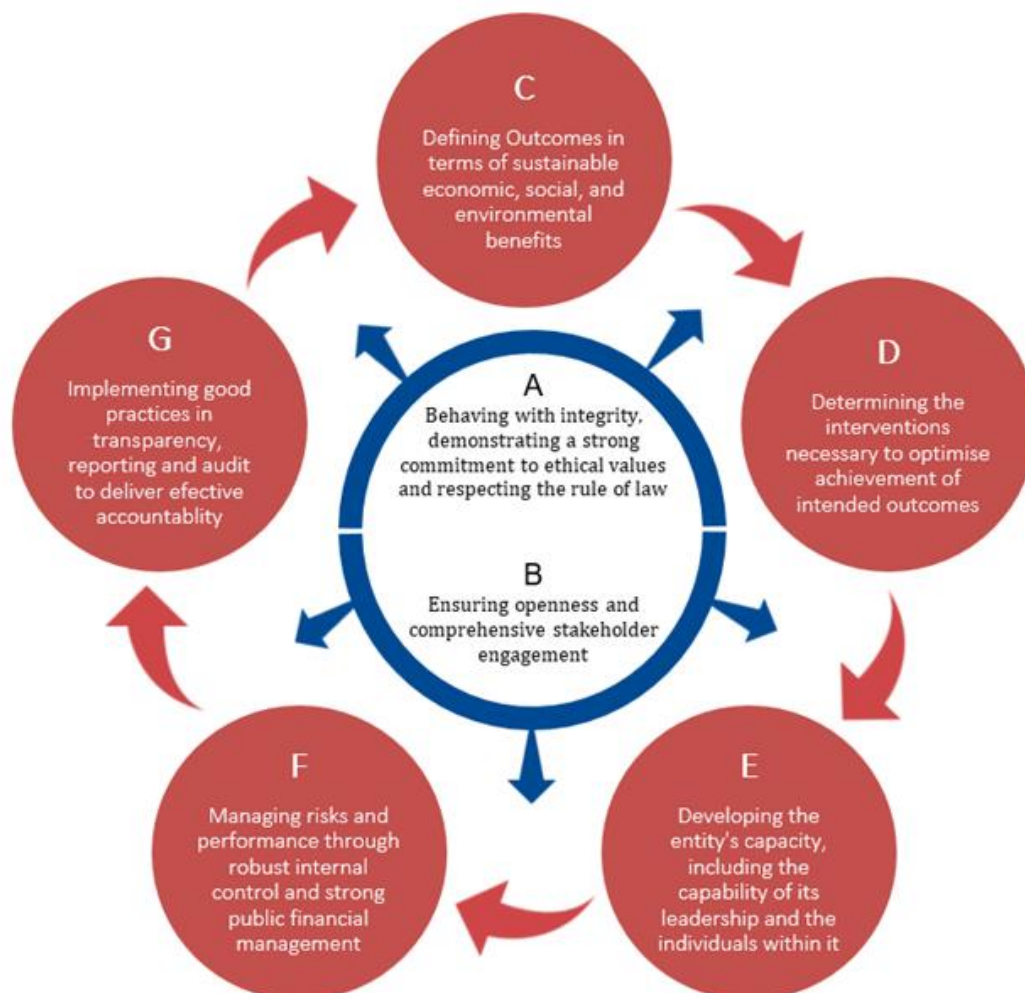 C
Defining Outcomes in
terms of sustainable
economic, social, and
environmental
benefits
D
Determining the
interventions
necessary to optimise
achievement of
intended outcomes
E
Developing the
entity's capacity,
including the
capability of its
leadership and the
individuals within it
F
Managing risks and
performance through
robust internal
control and strong
public financial
management
G
Implementing good
practices in
transparency,
reporting and audit
to deliver efective
accountablity
A
Behaving with integrity,
demonstrating a strong
commitment to ethical values
and respecting the rule of law
B
Ensuring openness and
comprehensive stakeholder
engagement